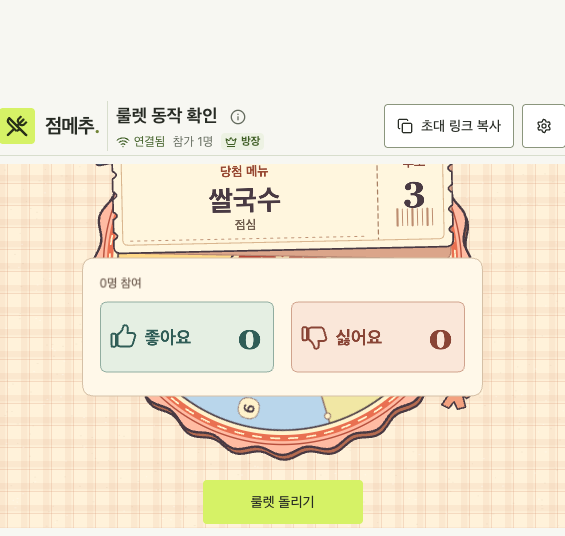 점메추.
룰렛 동작 확인
연결됨 참가 1명 방장
초대 링크 복사
당첨 메뉴
쌀국수
점심
3
0명 참여
좋아요 0
싫어요 0
9
룰렛 돌리기